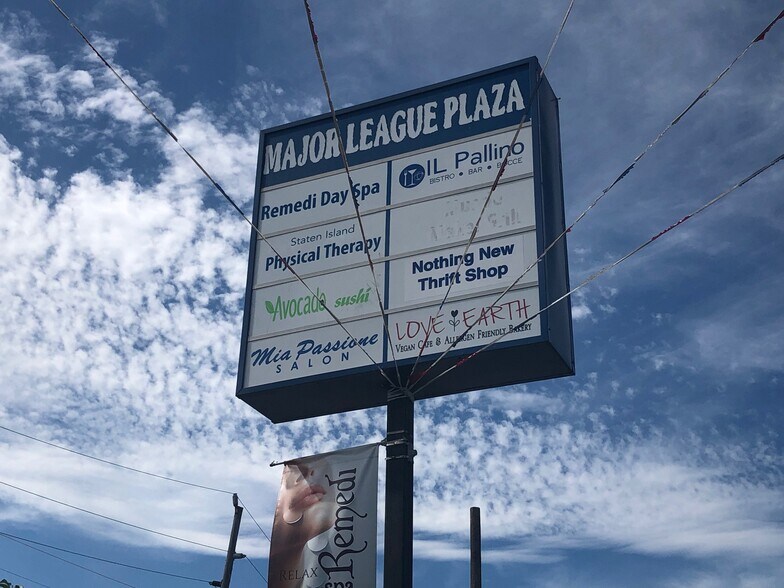 MAJOR LEAGUE PLAZA
Remedi Day Spa
Staten Island
Physical Therapy
Avocado sushi
Mia Passione
SALON
IL Pallino
BISTRO • BAR • BOCCE
Nothing New
Thrift Shop
LOVE EARTH
VEGAN CAFE & ALLERGEN FRIENDLY BAKERY
Remedi
spa
RELAX